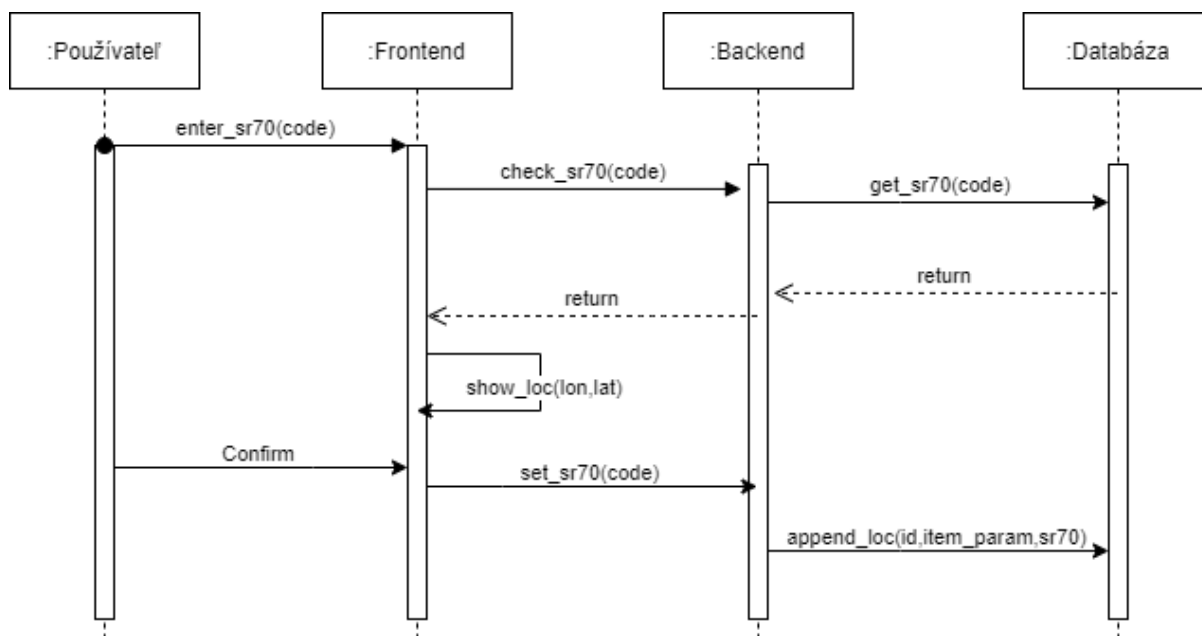 :Používateľ
:Frontend
:Backend
:Databáza
enter_sr70(code)
check_sr70(code)
get_sr70(code)
return
return
show_loc(lon,lat)
Confirm
set_sr70(code)
append_loc(id,item_param,sr70)